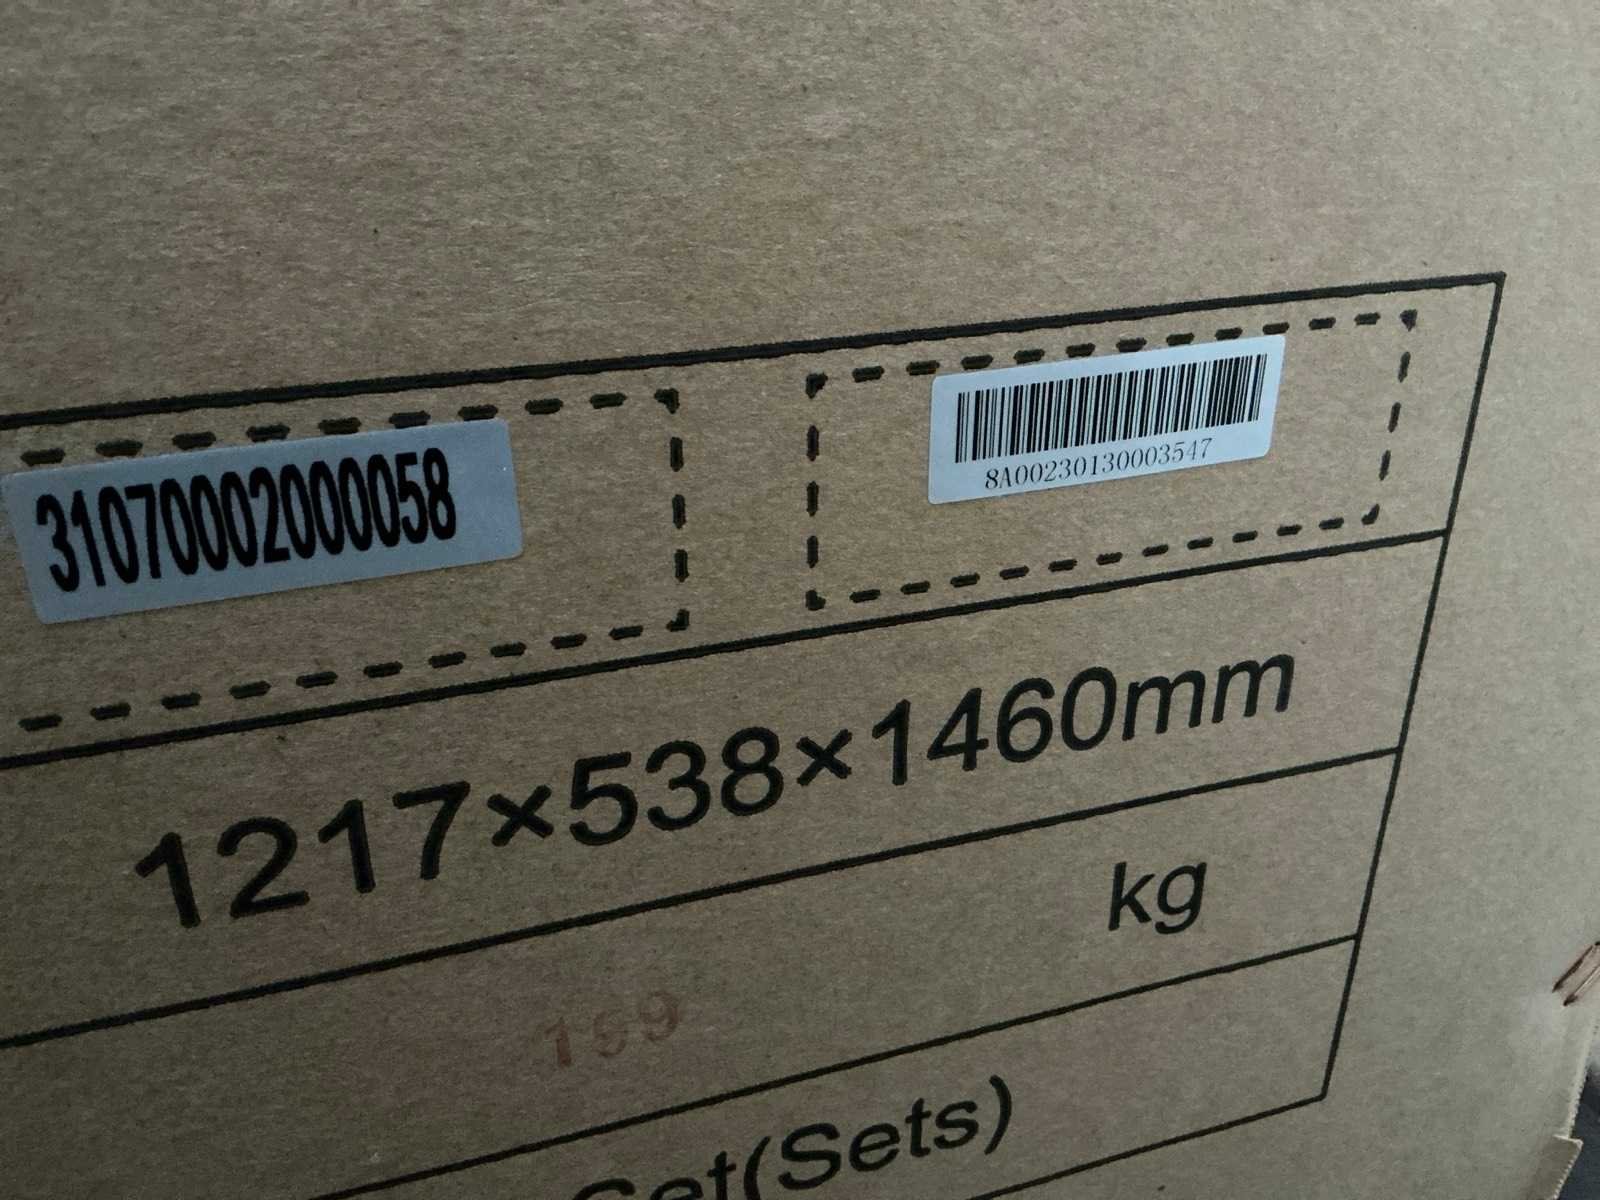 31070002000058
8A00230130003547
1217×538×1460mm
kg
199
Set(Sets)